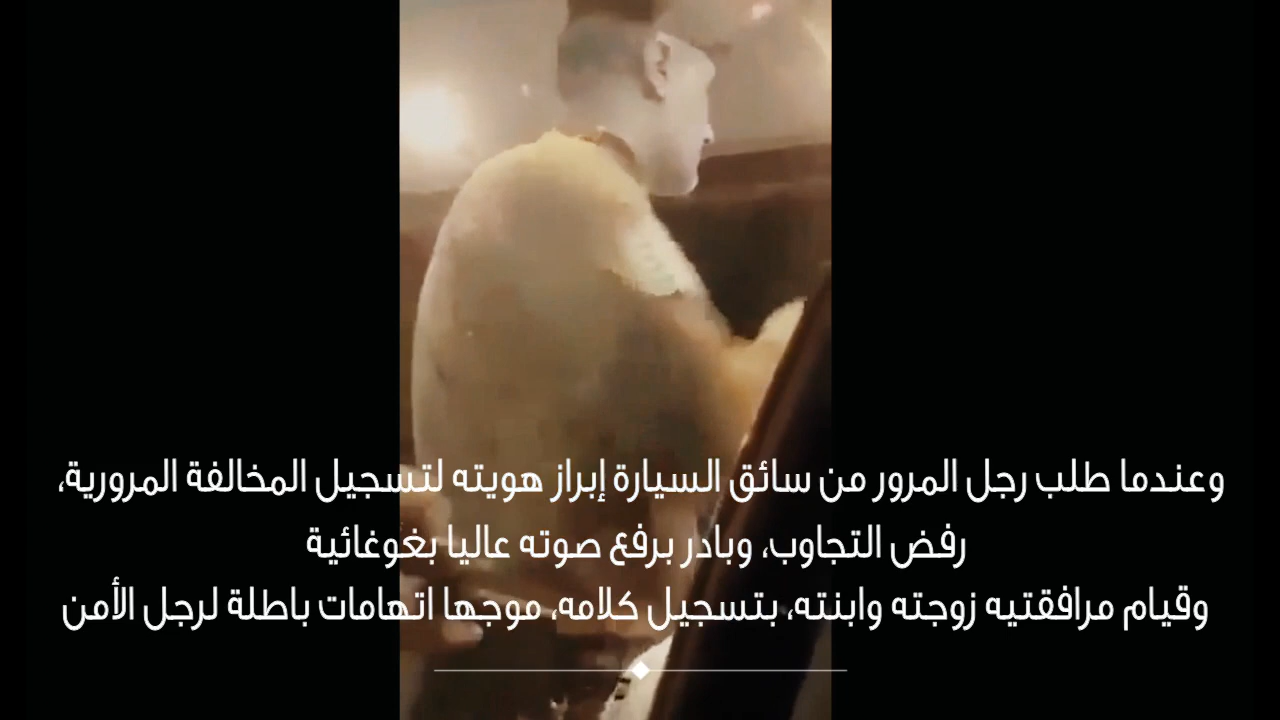 وعندما طلب رجل المرور من سائق السيارة إبراز هويته لتسجيل المخالفة المرورية،
رفض التجاوب، وبادر برفع صوته عاليا بغوغائية
وقيام مرافقتيه زوجته وابنته، بتسجيل كلامه، موجها اتهامات باطلة لرجل الأمن